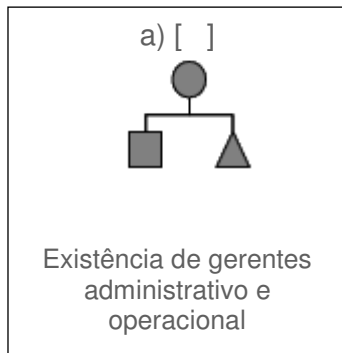 a) [   ]
Existência de gerentes
administrativo e
operacional